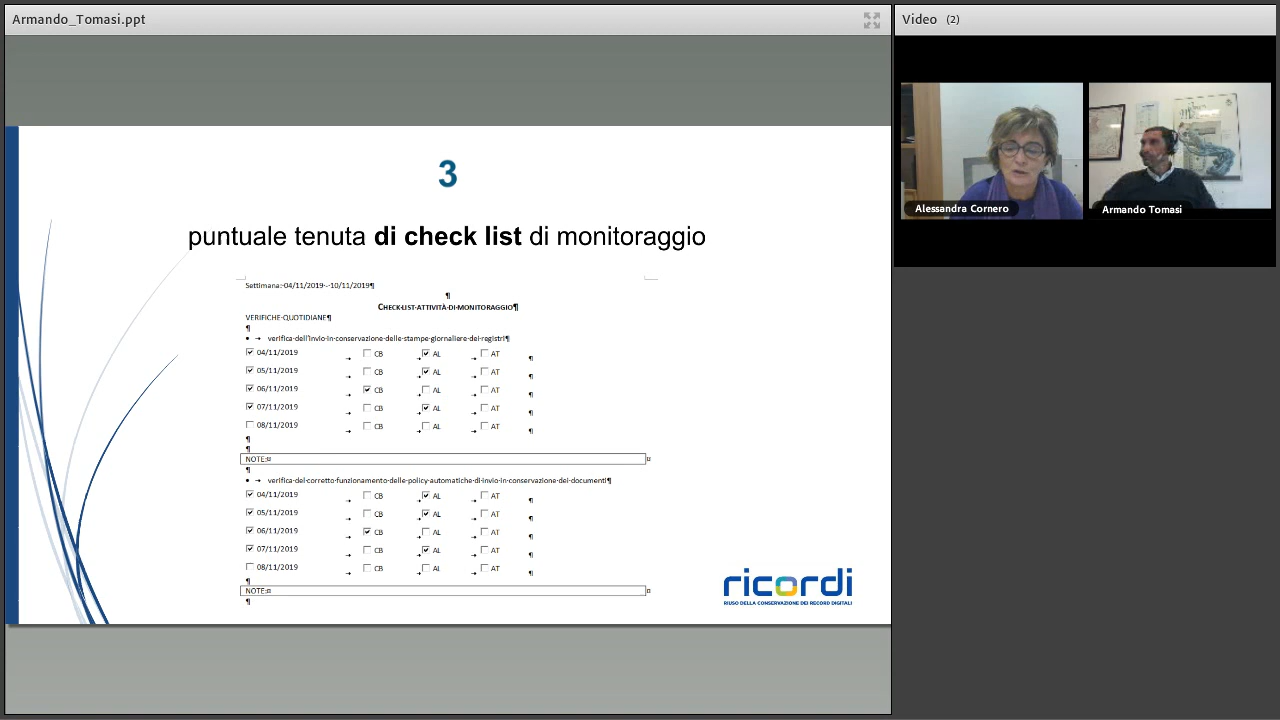 Armando_Tomasi.ppt
Video (2)
Alessandra Cornero
Armando Tomasi
3
puntuale tenuta di check list di monitoraggio
Settimana:·04/11/2019·-·10/11/2019¶
¶
CHECK·LIST·ATTIVITÀ·DI·MONITORAGGIO¶
VERIFICHE·QUOTIDIANE¶
¶
• → verifica·dell'invio·in·conservazione·delle·stampe·giornaliere·dei·registri¶
☑ 04/11/2019 → ☐ CB → ☑ AL → ☐ AT ¶
☑ 05/11/2019 → ☐ CB → ☑ AL → ☐ AT ¶
☑ 06/11/2019 → ☑ CB → ☐ AL → ☐ AT ¶
☑ 07/11/2019 → ☐ CB → ☑ AL → ☐ AT ¶
☐ 08/11/2019 → ☐ CB → ☐ AL → ☐ AT ¶
¶
¶
NOTE:¤ ¤
¶
• → verifica·del·corretto·funzionamento·delle·policy·automatiche·di·invio·in·conservazione·dei·documenti¶
☑ 04/11/2019 → ☐ CB → ☑ AL → ☐ AT ¶
☑ 05/11/2019 → ☐ CB → ☑ AL → ☐ AT ¶
☑ 06/11/2019 → ☑ CB → ☐ AL → ☐ AT ¶
☑ 07/11/2019 → ☐ CB → ☑ AL → ☐ AT ¶
☐ 08/11/2019 → ☐ CB → ☐ AL → ☐ AT ¶
¶
NOTE:¤ ¤
¶
ricordi
RIUSO DELLA CONSERVAZIONE DEI RECORD DIGITALI